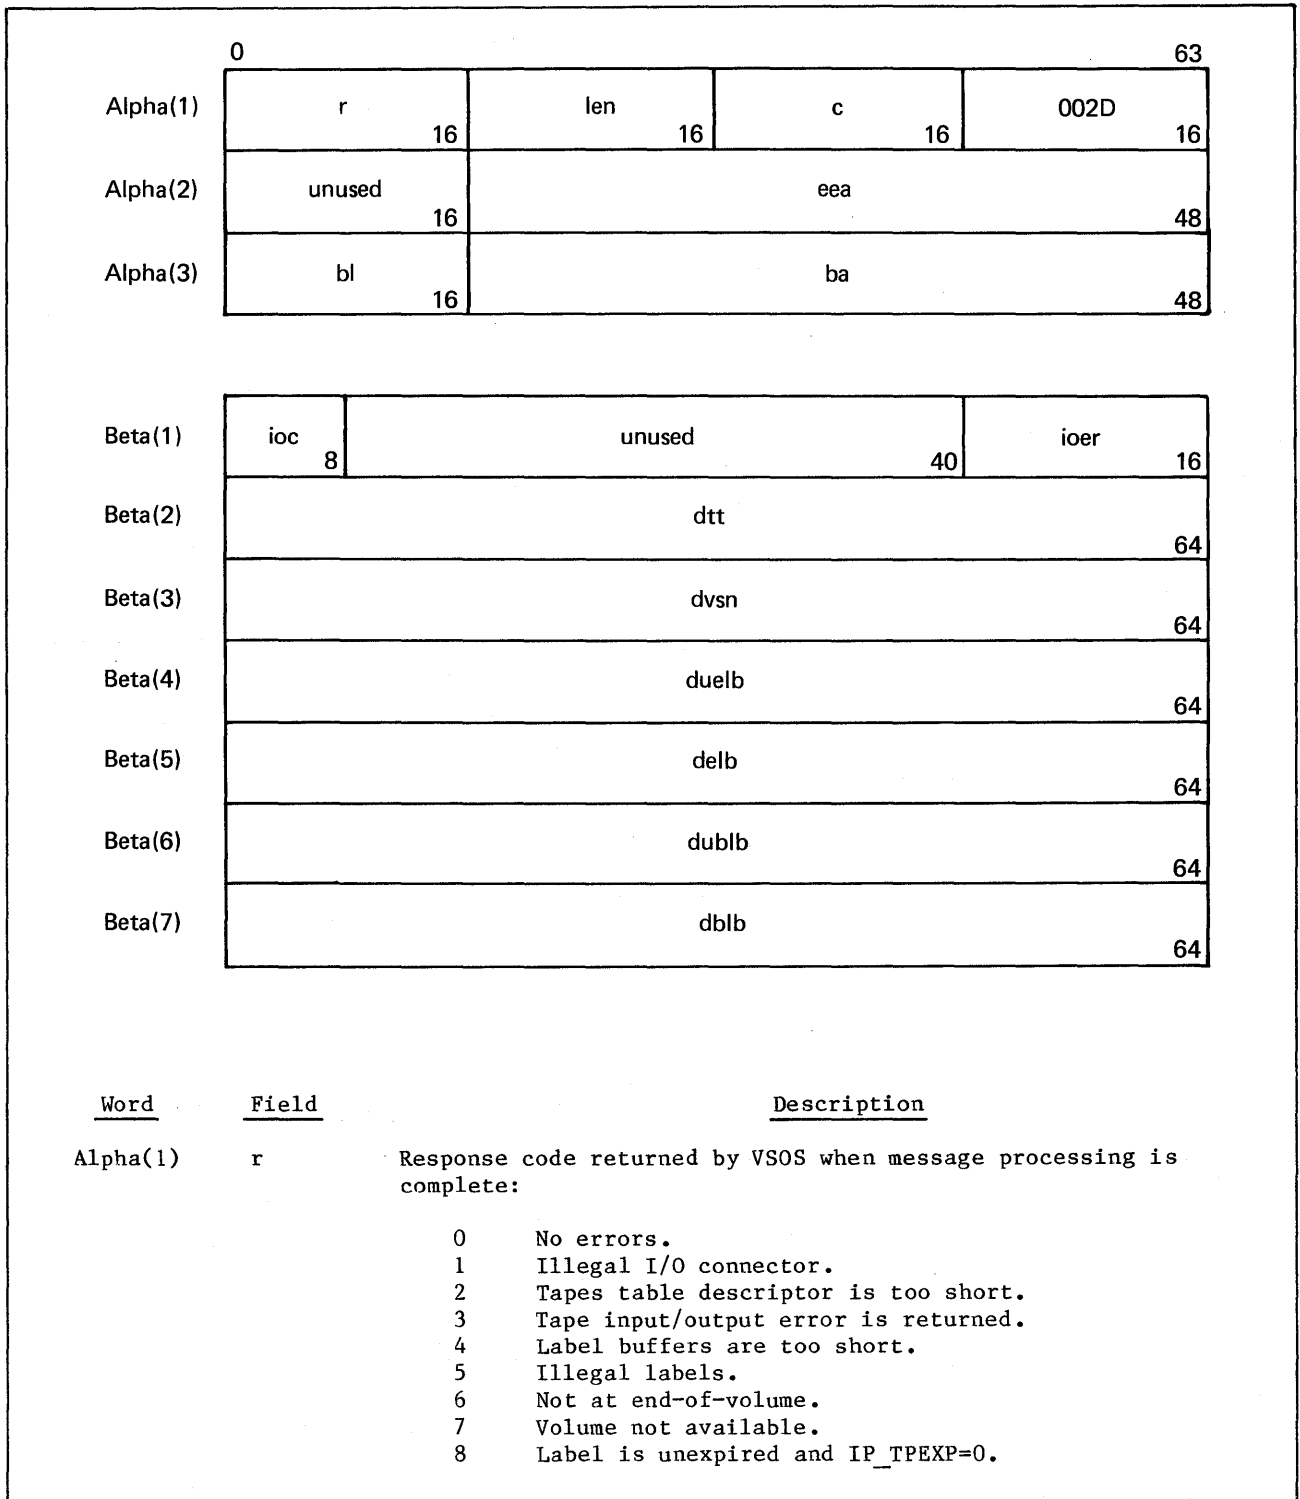 0 63
Alpha(1) r 16 len 16 c 16 002D 16
Alpha(2) unused 16 eea 48
Alpha(3) bl 16 ba 48
Beta(1) ioc 8 unused 40 ioer 16
Beta(2) dtt 64
Beta(3) dvsn 64
Beta(4) duelb 64
Beta(5) delb 64
Beta(6) dublb 64
Beta(7) dblb 64
Word Field Description
Alpha(1) r Response code returned by VSOS when message processing is
complete:
0 No errors.
1 Illegal I/O connector.
2 Tapes table descriptor is too short.
3 Tape input/output error is returned.
4 Label buffers are too short.
5 Illegal labels.
6 Not at end-of-volume.
7 Volume not available.
8 Label is unexpired and IP_TPEXP=0.